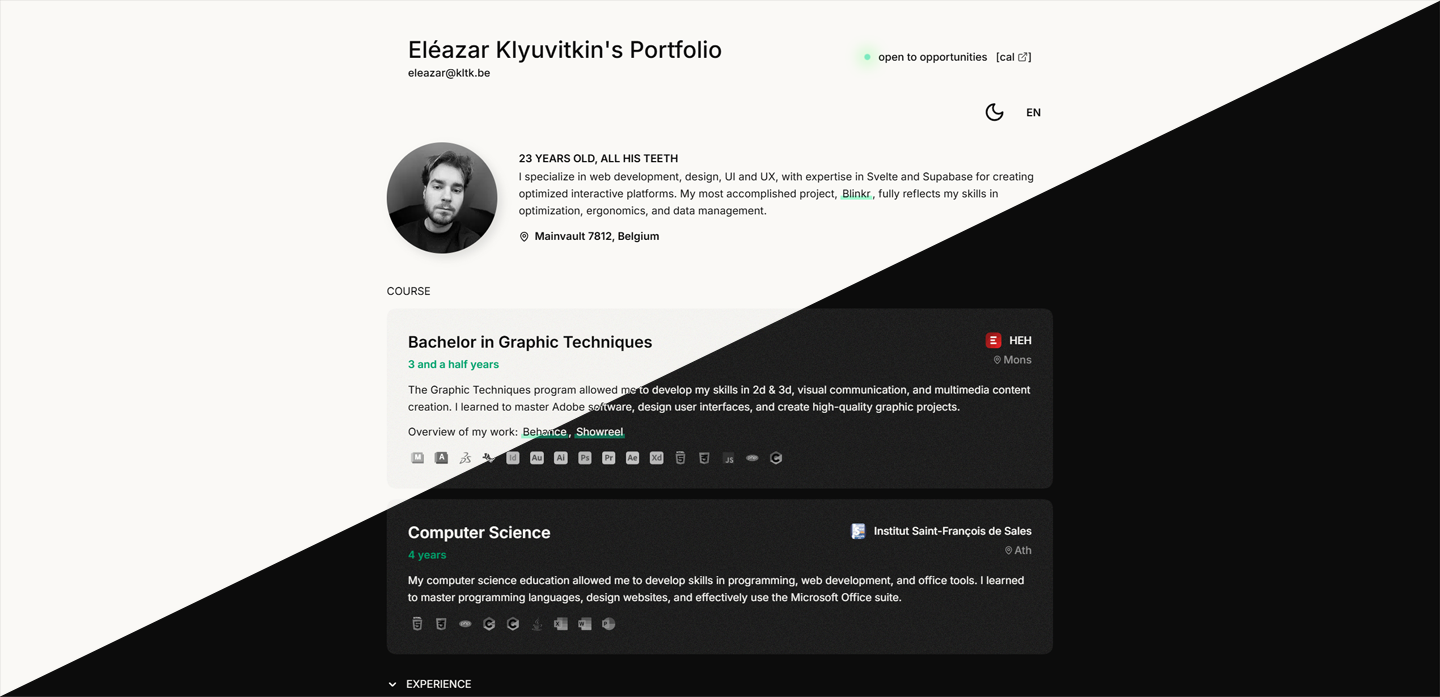 Eléazar Klyuvitkin's Portfolio
eleazar@kltk.be
open to opportunities [cal ]
EN
23 YEARS OLD, ALL HIS TEETH
I specialize in web development, design, UI and UX, with expertise in Svelte and Supabase for creating
optimized interactive platforms. My most accomplished project, Blinkr, fully reflects my skills in
optimization, ergonomics, and data management.
Mainvault 7812, Belgium
COURSE
Bachelor in Graphic Techniques
HEH
3 and a half years
Mons
The Graphic Techniques program allowed me to develop my skills in 2d & 3d, visual communication, and multimedia content
creation. I learned to master Adobe software, design user interfaces, and create high-quality graphic projects.
Overview of my work: Behance, Showreel
M A Id Au Ai Ps Pr Ae Xd JS
Computer Science
Institut Saint-François de Sales
4 years
Ath
My computer science education allowed me to develop skills in programming, web development, and office tools. I learned
to master programming languages, design websites, and effectively use the Microsoft Office suite.
EXPERIENCE